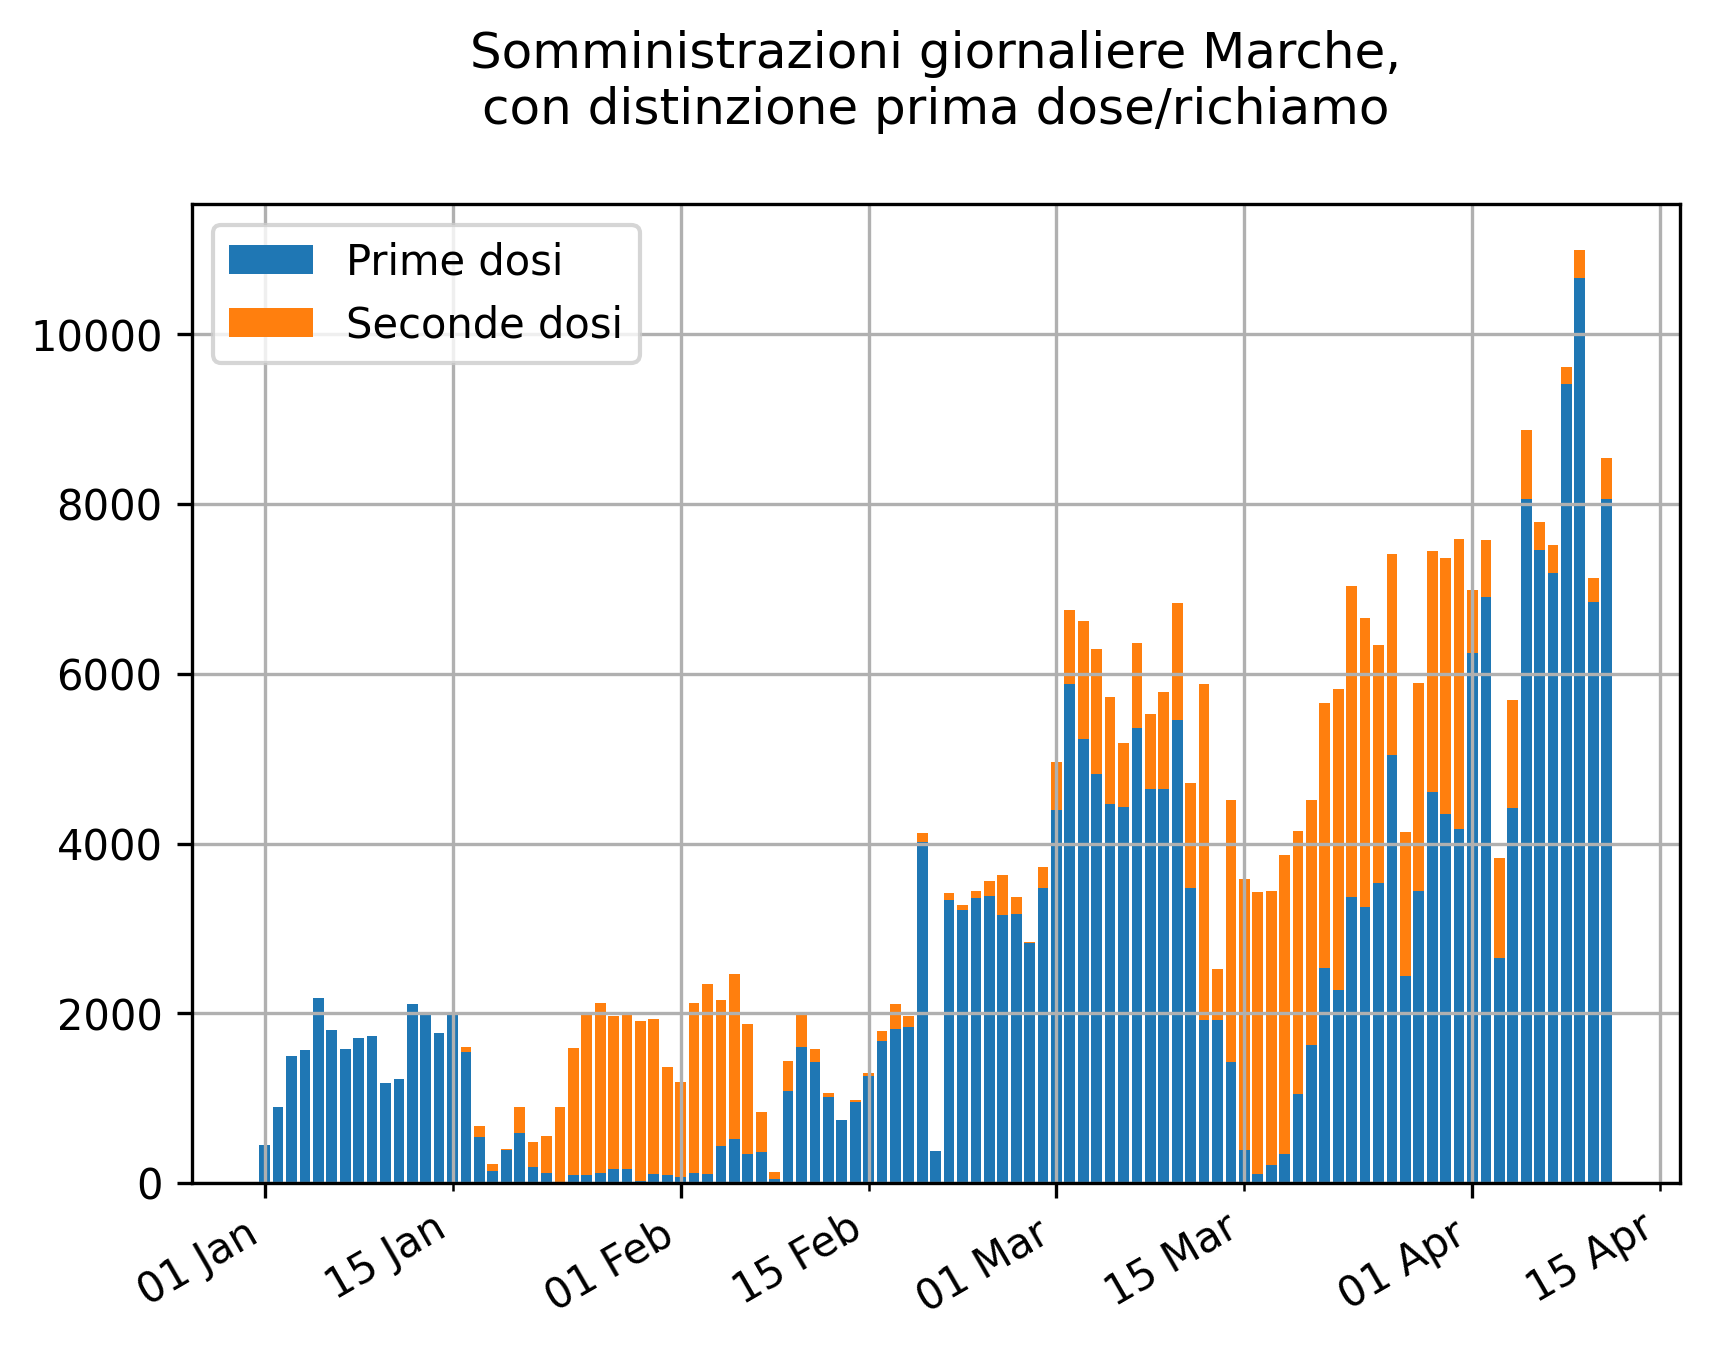 Somministrazioni giornaliere Marche,
con distinzione prima dose/richiamo
Prime dosi
Seconde dosi
10000
8000
6000
4000
2000
0
01 Jan
15 Jan
01 Feb
15 Feb
01 Mar
15 Mar
01 Apr
15 Apr